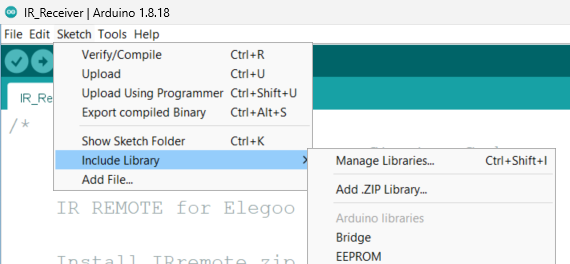 IR_Receiver | Arduino 1.8.18
File Edit Sketch Tools Help
IR_Re
Verify/Compile Ctrl+R
Upload Ctrl+U
Upload Using Programmer Ctrl+Shift+U
Export compiled Binary Ctrl+Alt+S
/*
Show Sketch Folder Ctrl+K
Include Library
Add File...
Manage Libraries... Ctrl+Shift+I
Add .ZIP Library...
Arduino libraries
Bridge
EEPROM
IR REMOTE for Elegoo
Install IRremote.zip